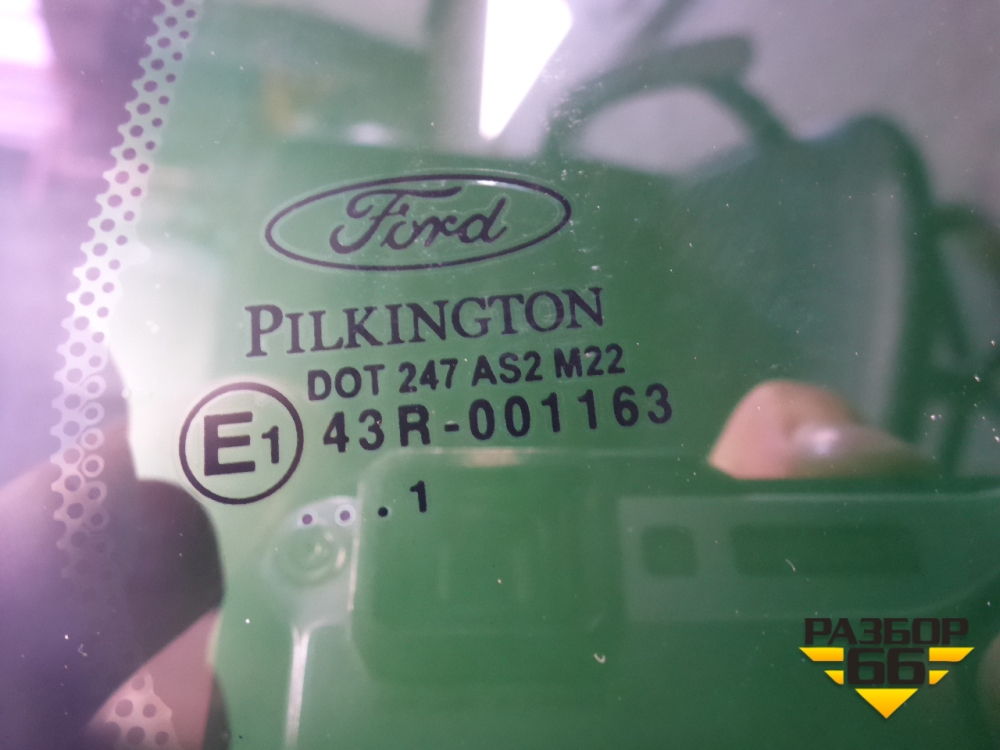 Ford
PILKINGTON
DOT 247 AS2 M22
E1 43R-001163
. 1
РАЗБОР
66